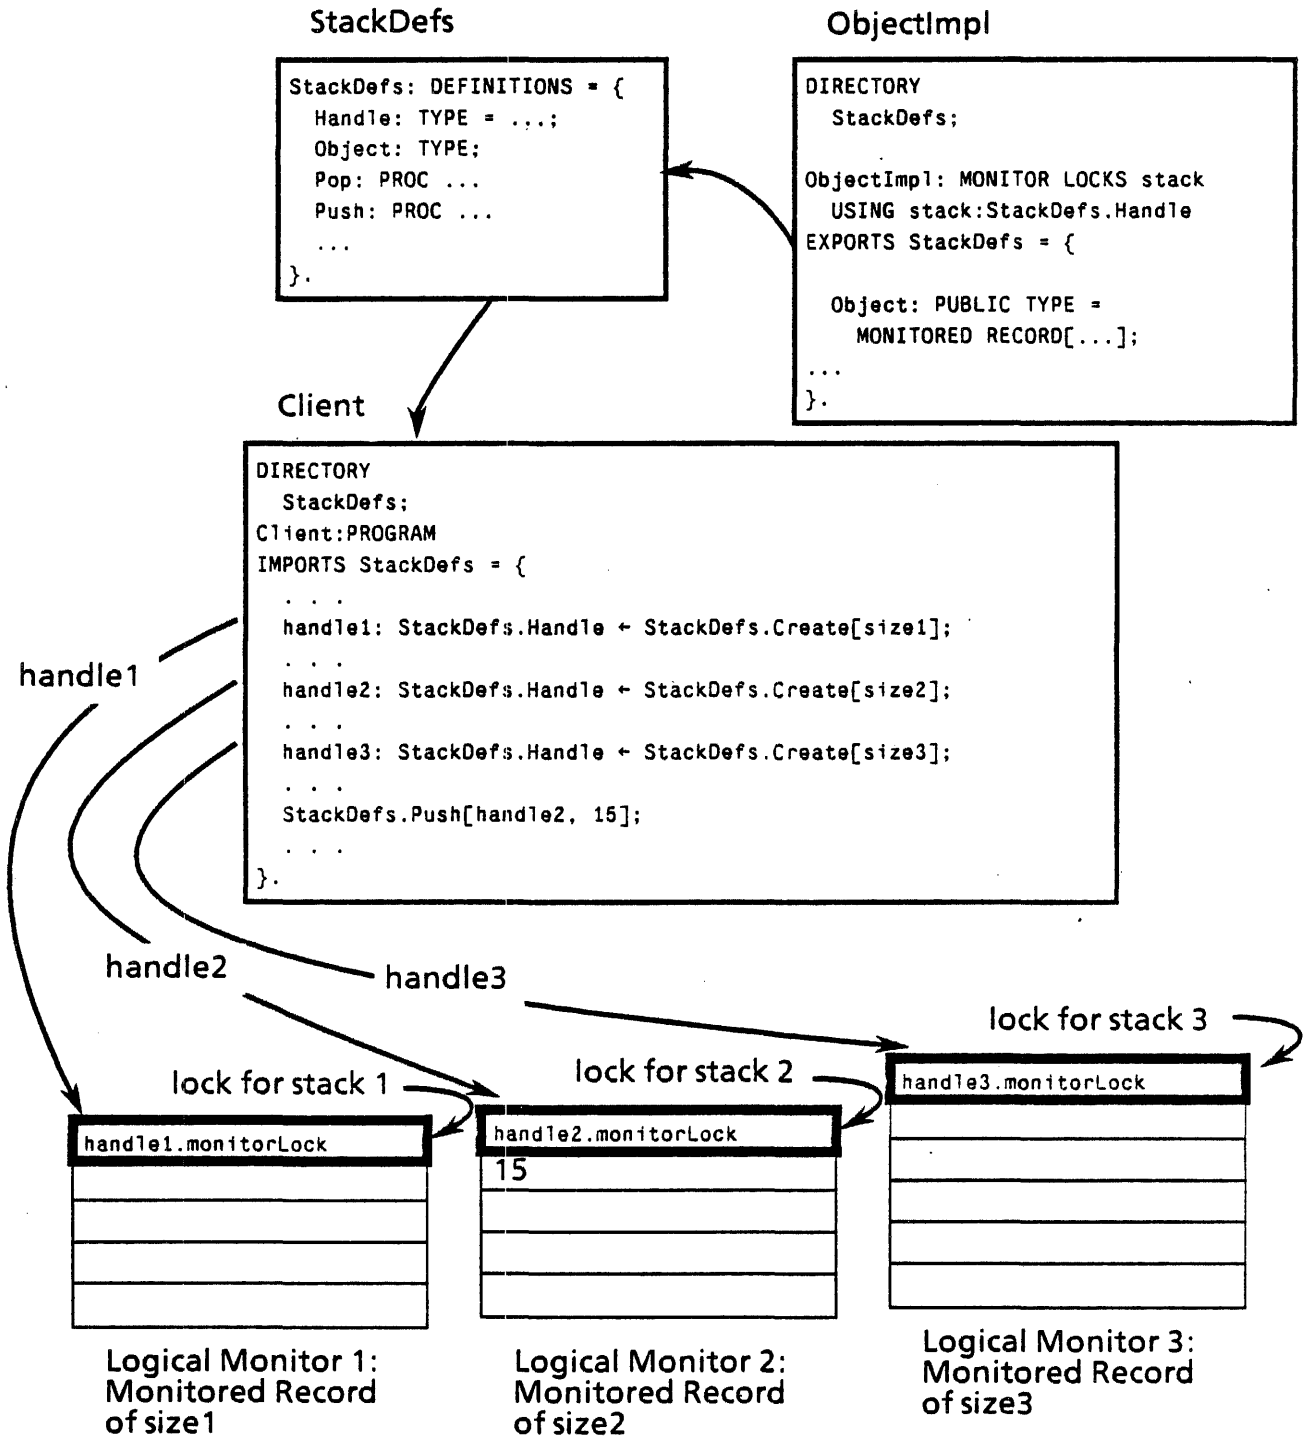 StackDefs
StackDefs: DEFINITIONS = {
Handle: TYPE = ...;
Object: TYPE;
Pop: PROC ...
Push: PROC ...
...
}.
ObjectImpl
DIRECTORY
StackDefs;
ObjectImpl: MONITOR LOCKS stack
USING stack:StackDefs.Handle
EXPORTS StackDefs = {
Object: PUBLIC TYPE =
MONITORED RECORD[...];
...
}.
Client
DIRECTORY
StackDefs;
Client:PROGRAM
IMPORTS StackDefs = {
. . .
handle1: StackDefs.Handle ← StackDefs.Create[size1];
. . .
handle2: StackDefs.Handle ← StackDefs.Create[size2];
. . .
handle3: StackDefs.Handle ← StackDefs.Create[size3];
. . .
StackDefs.Push[handle2, 15];
. . .
}.
handle1
handle2
handle3
lock for stack 1
lock for stack 2
lock for stack 3
handle1.monitorLock
handle2.monitorLock
15
handle3.monitorLock
Logical Monitor 1:
Monitored Record
of size1
Logical Monitor 2:
Monitored Record
of size2
Logical Monitor 3:
Monitored Record
of size3